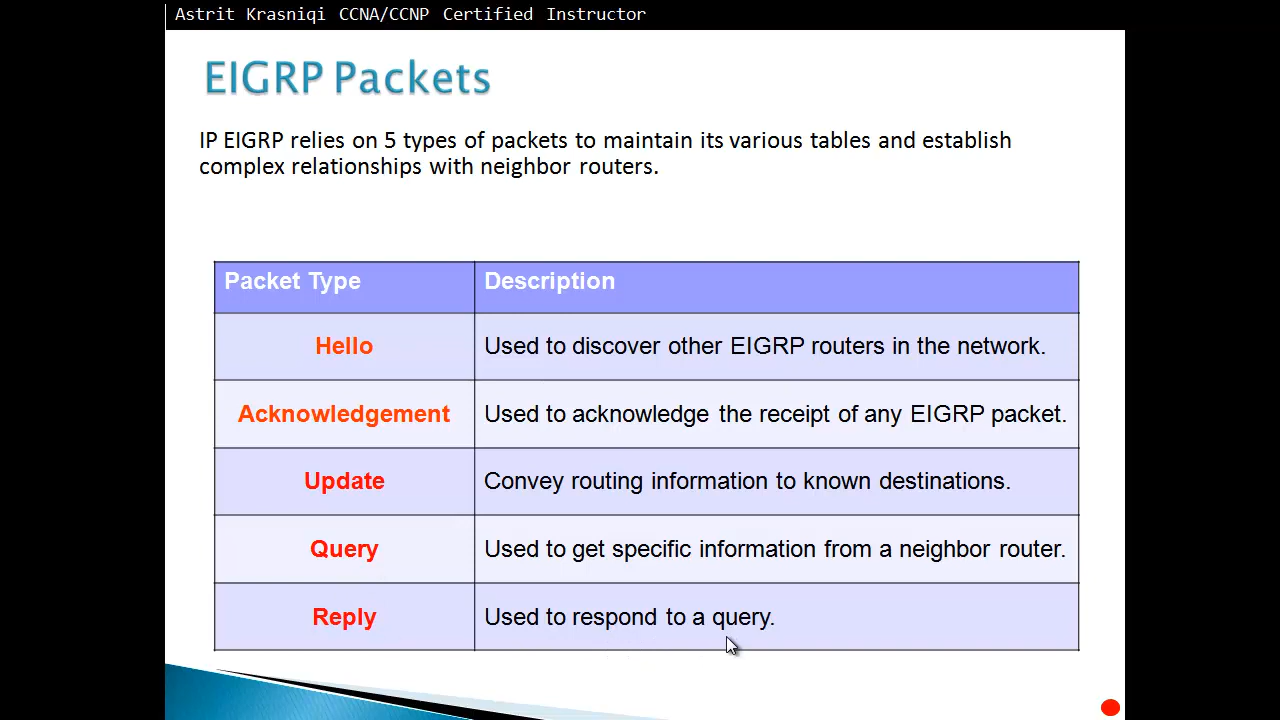 Astrit Krasniqi CCNA/CCNP Certified Instructor
EIGRP Packets
IP EIGRP relies on 5 types of packets to maintain its various tables and establish
complex relationships with neighbor routers.
Packet Type Description
Hello Used to discover other EIGRP routers in the network.
Acknowledgement Used to acknowledge the receipt of any EIGRP packet.
Update Convey routing information to known destinations.
Query Used to get specific information from a neighbor router.
Reply Used to respond to a query.